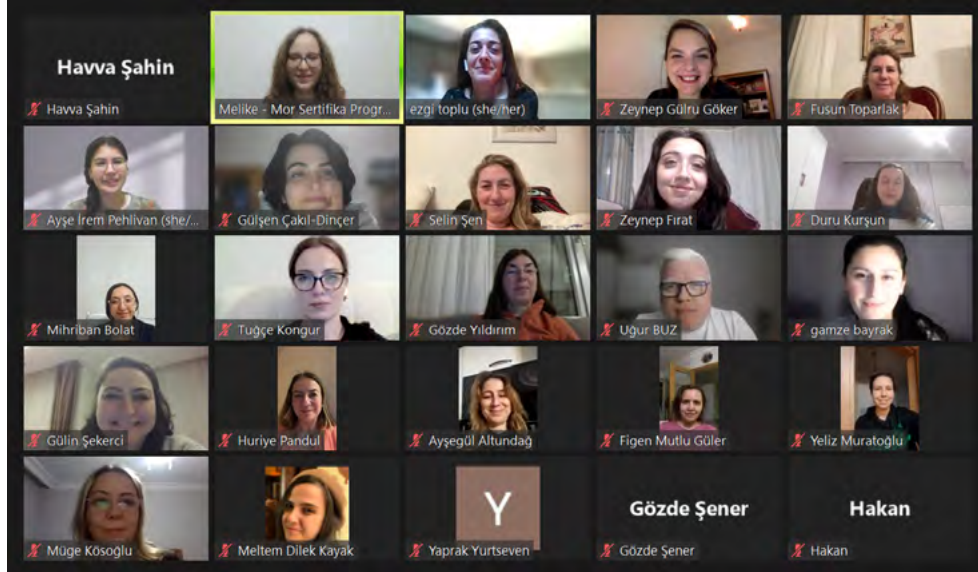 Havva Şahin
Havva Şahin
Melike - Mor Sertifika Progr...
ezgi toplu (she/her)
Zeynep Gülru Göker
Fusun Toparlak
Ayşe İrem Pehlivan (she/...
Gülşen Çakıl-Dinçer
Selin Şen
Zeynep Fırat
Duru Kurşun
Mihriban Bolat
Tuğçe Kongur
Gözde Yıldırım
Uğur BUZ
gamze bayrak
Gülin Şekerci
Huriye Pandul
Ayşegül Altundağ
Figen Mutlu Güler
Yeliz Muratoğlu
Müge Kösoğlu
Meltem Dilek Kayak
Y
Yaprak Yurtseven
Gözde Şener
Gözde Şener
Hakan
Hakan